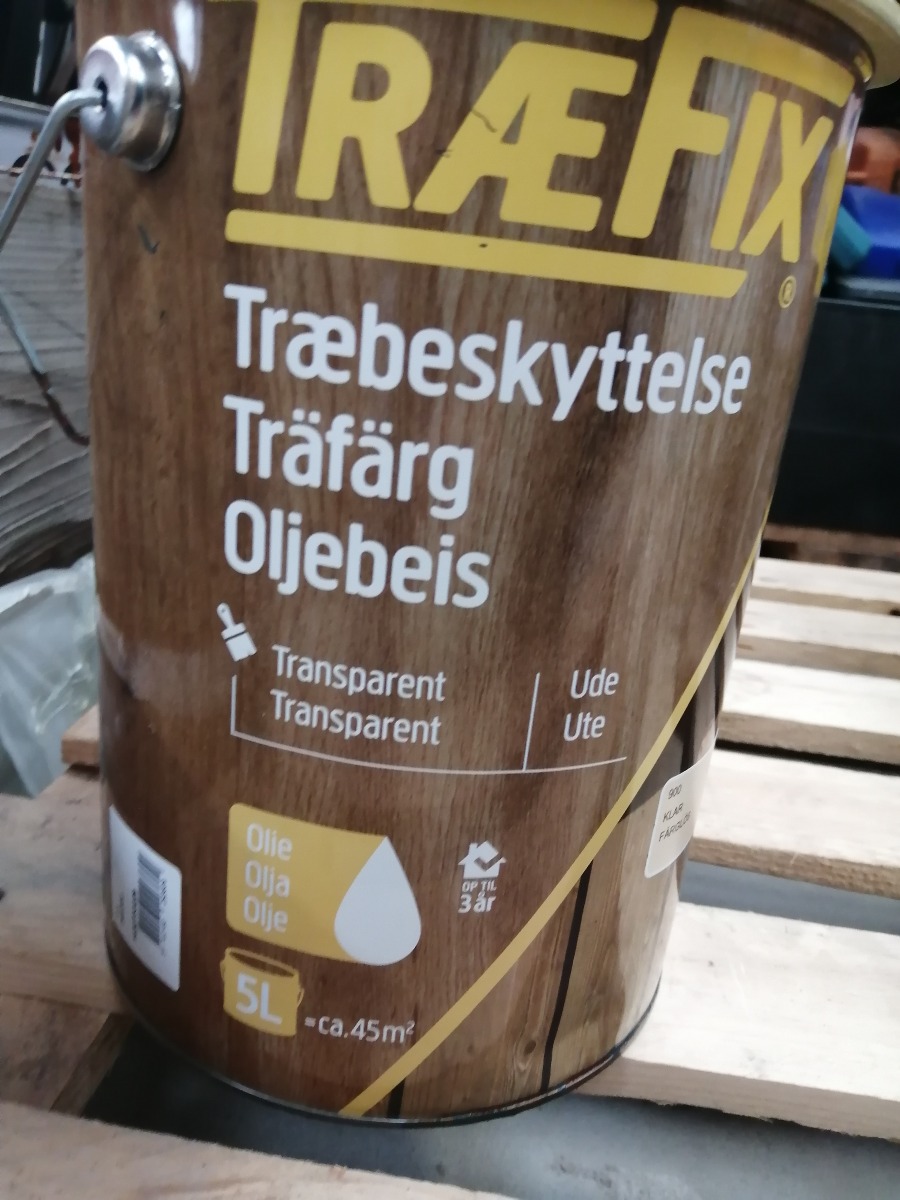 TRÆFIX
®
Træbeskyttelse
Träfärg
Oljebeis
Transparent
Transparent
Ude
Ute
900
KLAR
Olie
Olja
Olje
OP TIL
3 år
5L
=ca.45m²